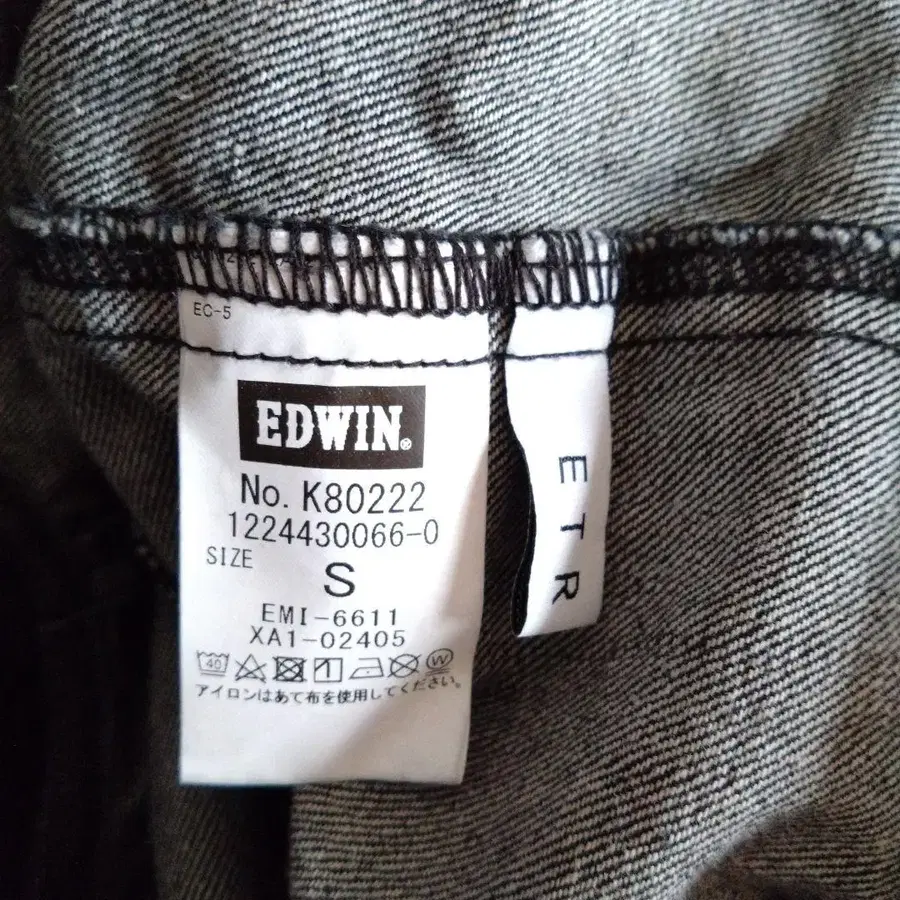 EC-5
EDWIN®
No. K80222
1224430066-0
SIZE
S
EMI-6611
XA1-02405
40
W
アイロンはあて布を使用してください。
ETR